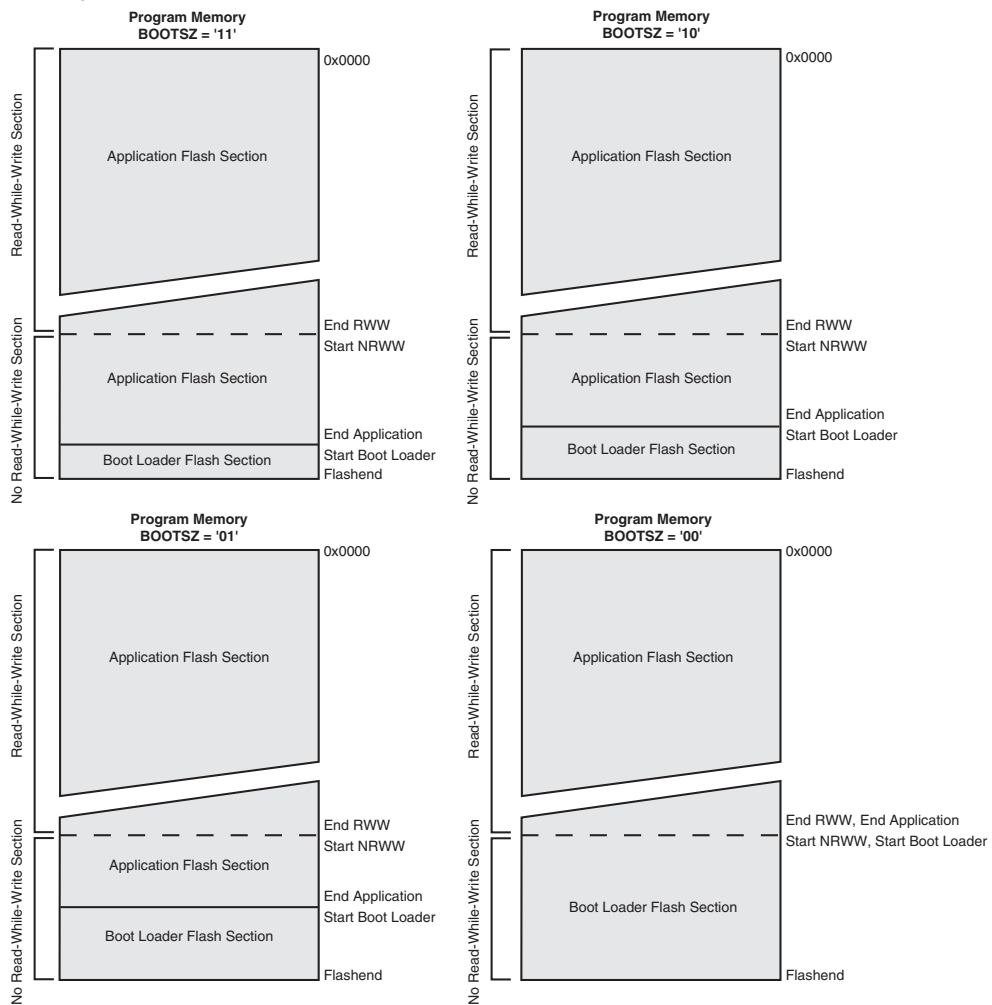 Program Memory
BOOTSZ = '11'
0x0000
Read-While-Write Section
Application Flash Section
End RWW
Start NRWW
No Read-While-Write Section
Application Flash Section
End Application
Start Boot Loader
Boot Loader Flash Section
Flashend
Program Memory
BOOTSZ = '10'
0x0000
Read-While-Write Section
Application Flash Section
End RWW
Start NRWW
No Read-While-Write Section
Application Flash Section
End Application
Start Boot Loader
Boot Loader Flash Section
Flashend
Program Memory
BOOTSZ = '01'
0x0000
Read-While-Write Section
Application Flash Section
End RWW
Start NRWW
No Read-While-Write Section
Application Flash Section
End Application
Start Boot Loader
Boot Loader Flash Section
Flashend
Program Memory
BOOTSZ = '00'
0x0000
Read-While-Write Section
Application Flash Section
End RWW, End Application
Start NRWW, Start Boot Loader
No Read-While-Write Section
Boot Loader Flash Section
Flashend